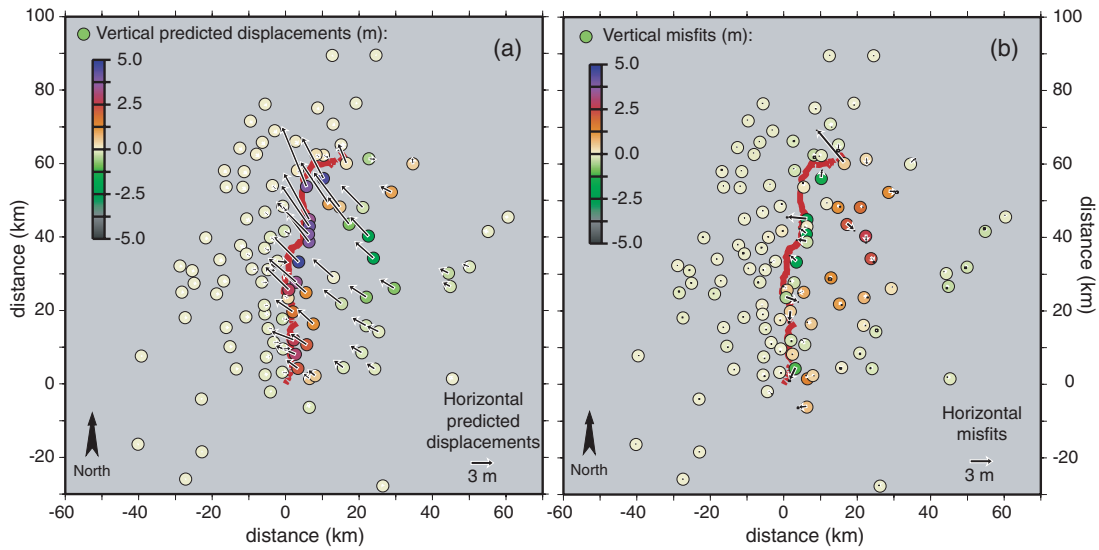 100
80
60
40
20
0
-20
distance (km)
Vertical predicted displacements (m):
(a)
5.0
2.5
0.0
-2.5
-5.0
Horizontal
predicted
displacements
3 m
North
-60
-40
-20
0
20
40
60
distance (km)
Vertical misfits (m):
(b)
5.0
2.5
0.0
-2.5
-5.0
Horizontal
misfits
3 m
North
-40
-20
0
20
40
60
distance (km)
100
80
60
40
20
0
-20
distance (km)